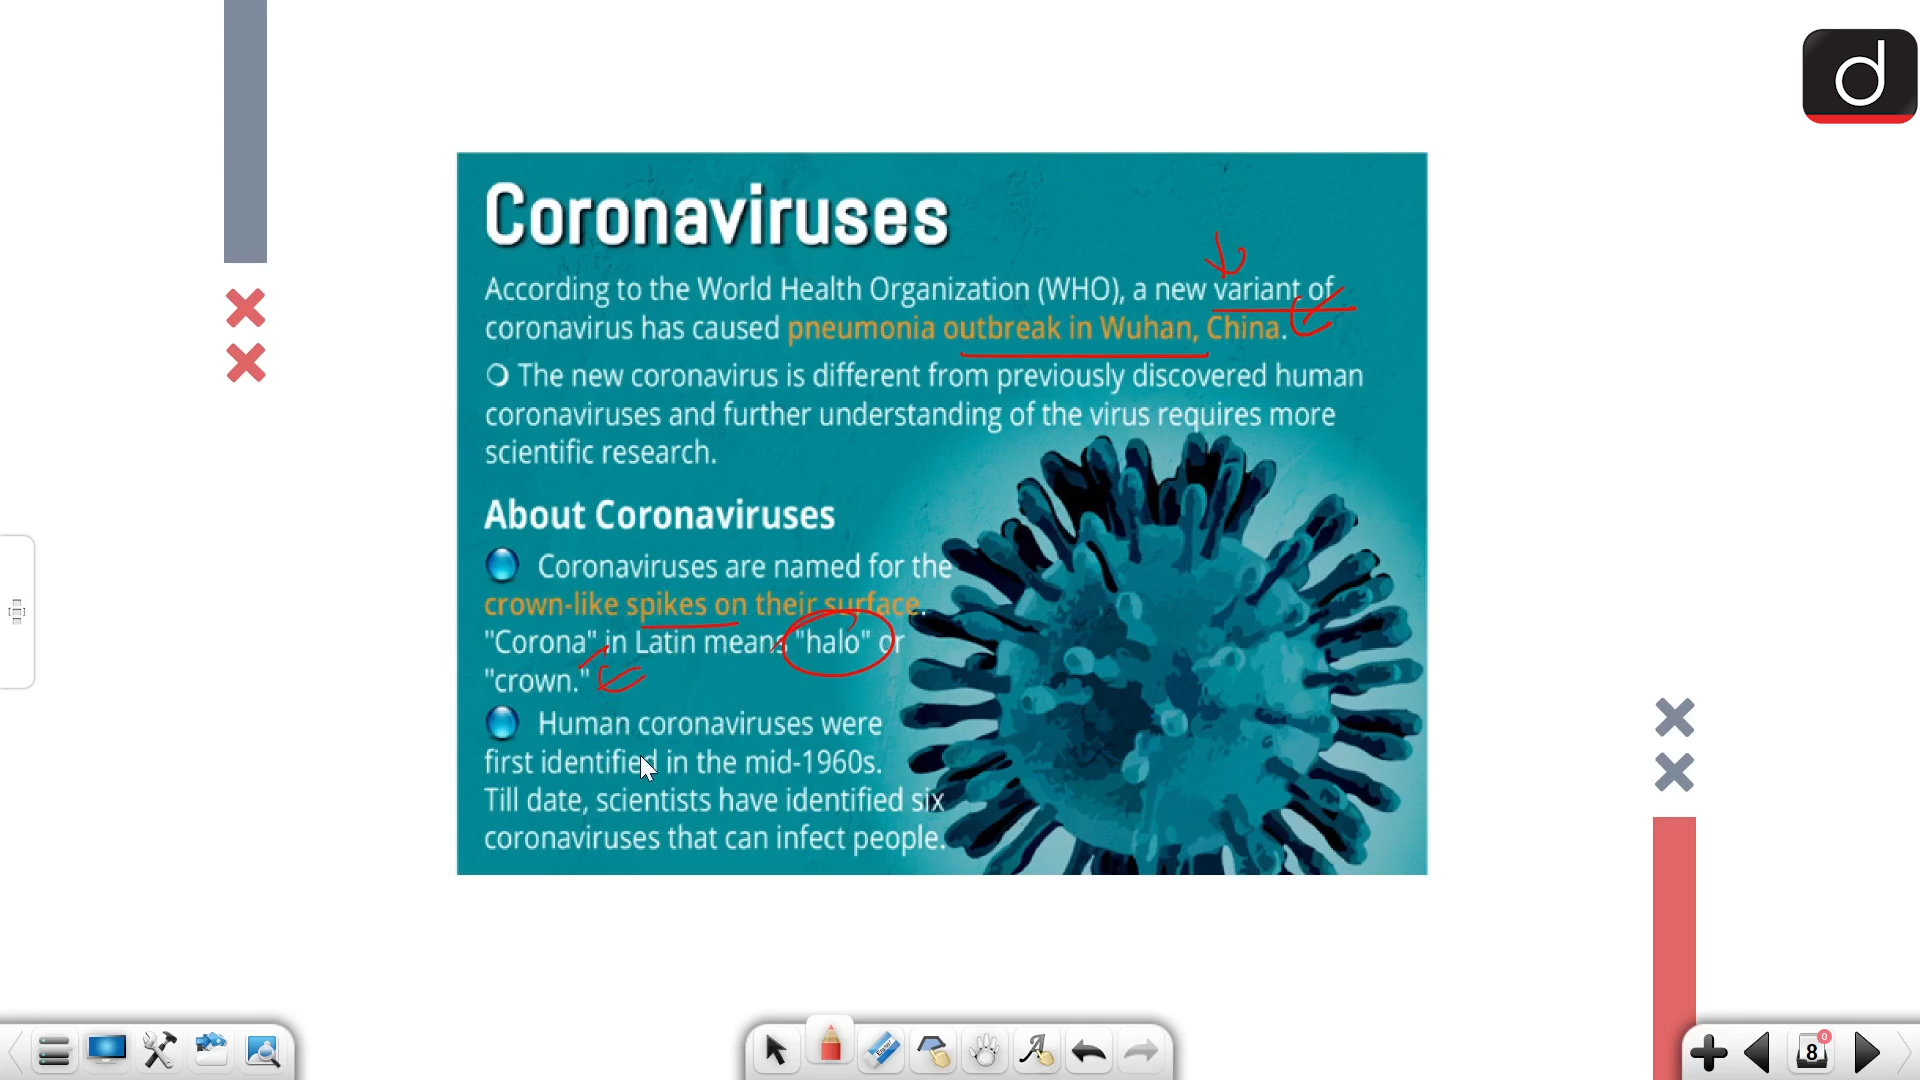 d
Coronaviruses
According to the World Health Organization (WHO), a new variant of
coronavirus has caused pneumonia outbreak in Wuhan, China.
The new coronavirus is different from previously discovered human
coronaviruses and further understanding of the virus requires more
scientific research.
About Coronaviruses
Coronaviruses are named for the
crown-like spikes on their surface.
"Corona" in Latin means "halo" or
"crown."
Human coronaviruses were
first identified in the mid-1960s.
Till date, scientists have identified six
coronaviruses that can infect people.
8
0